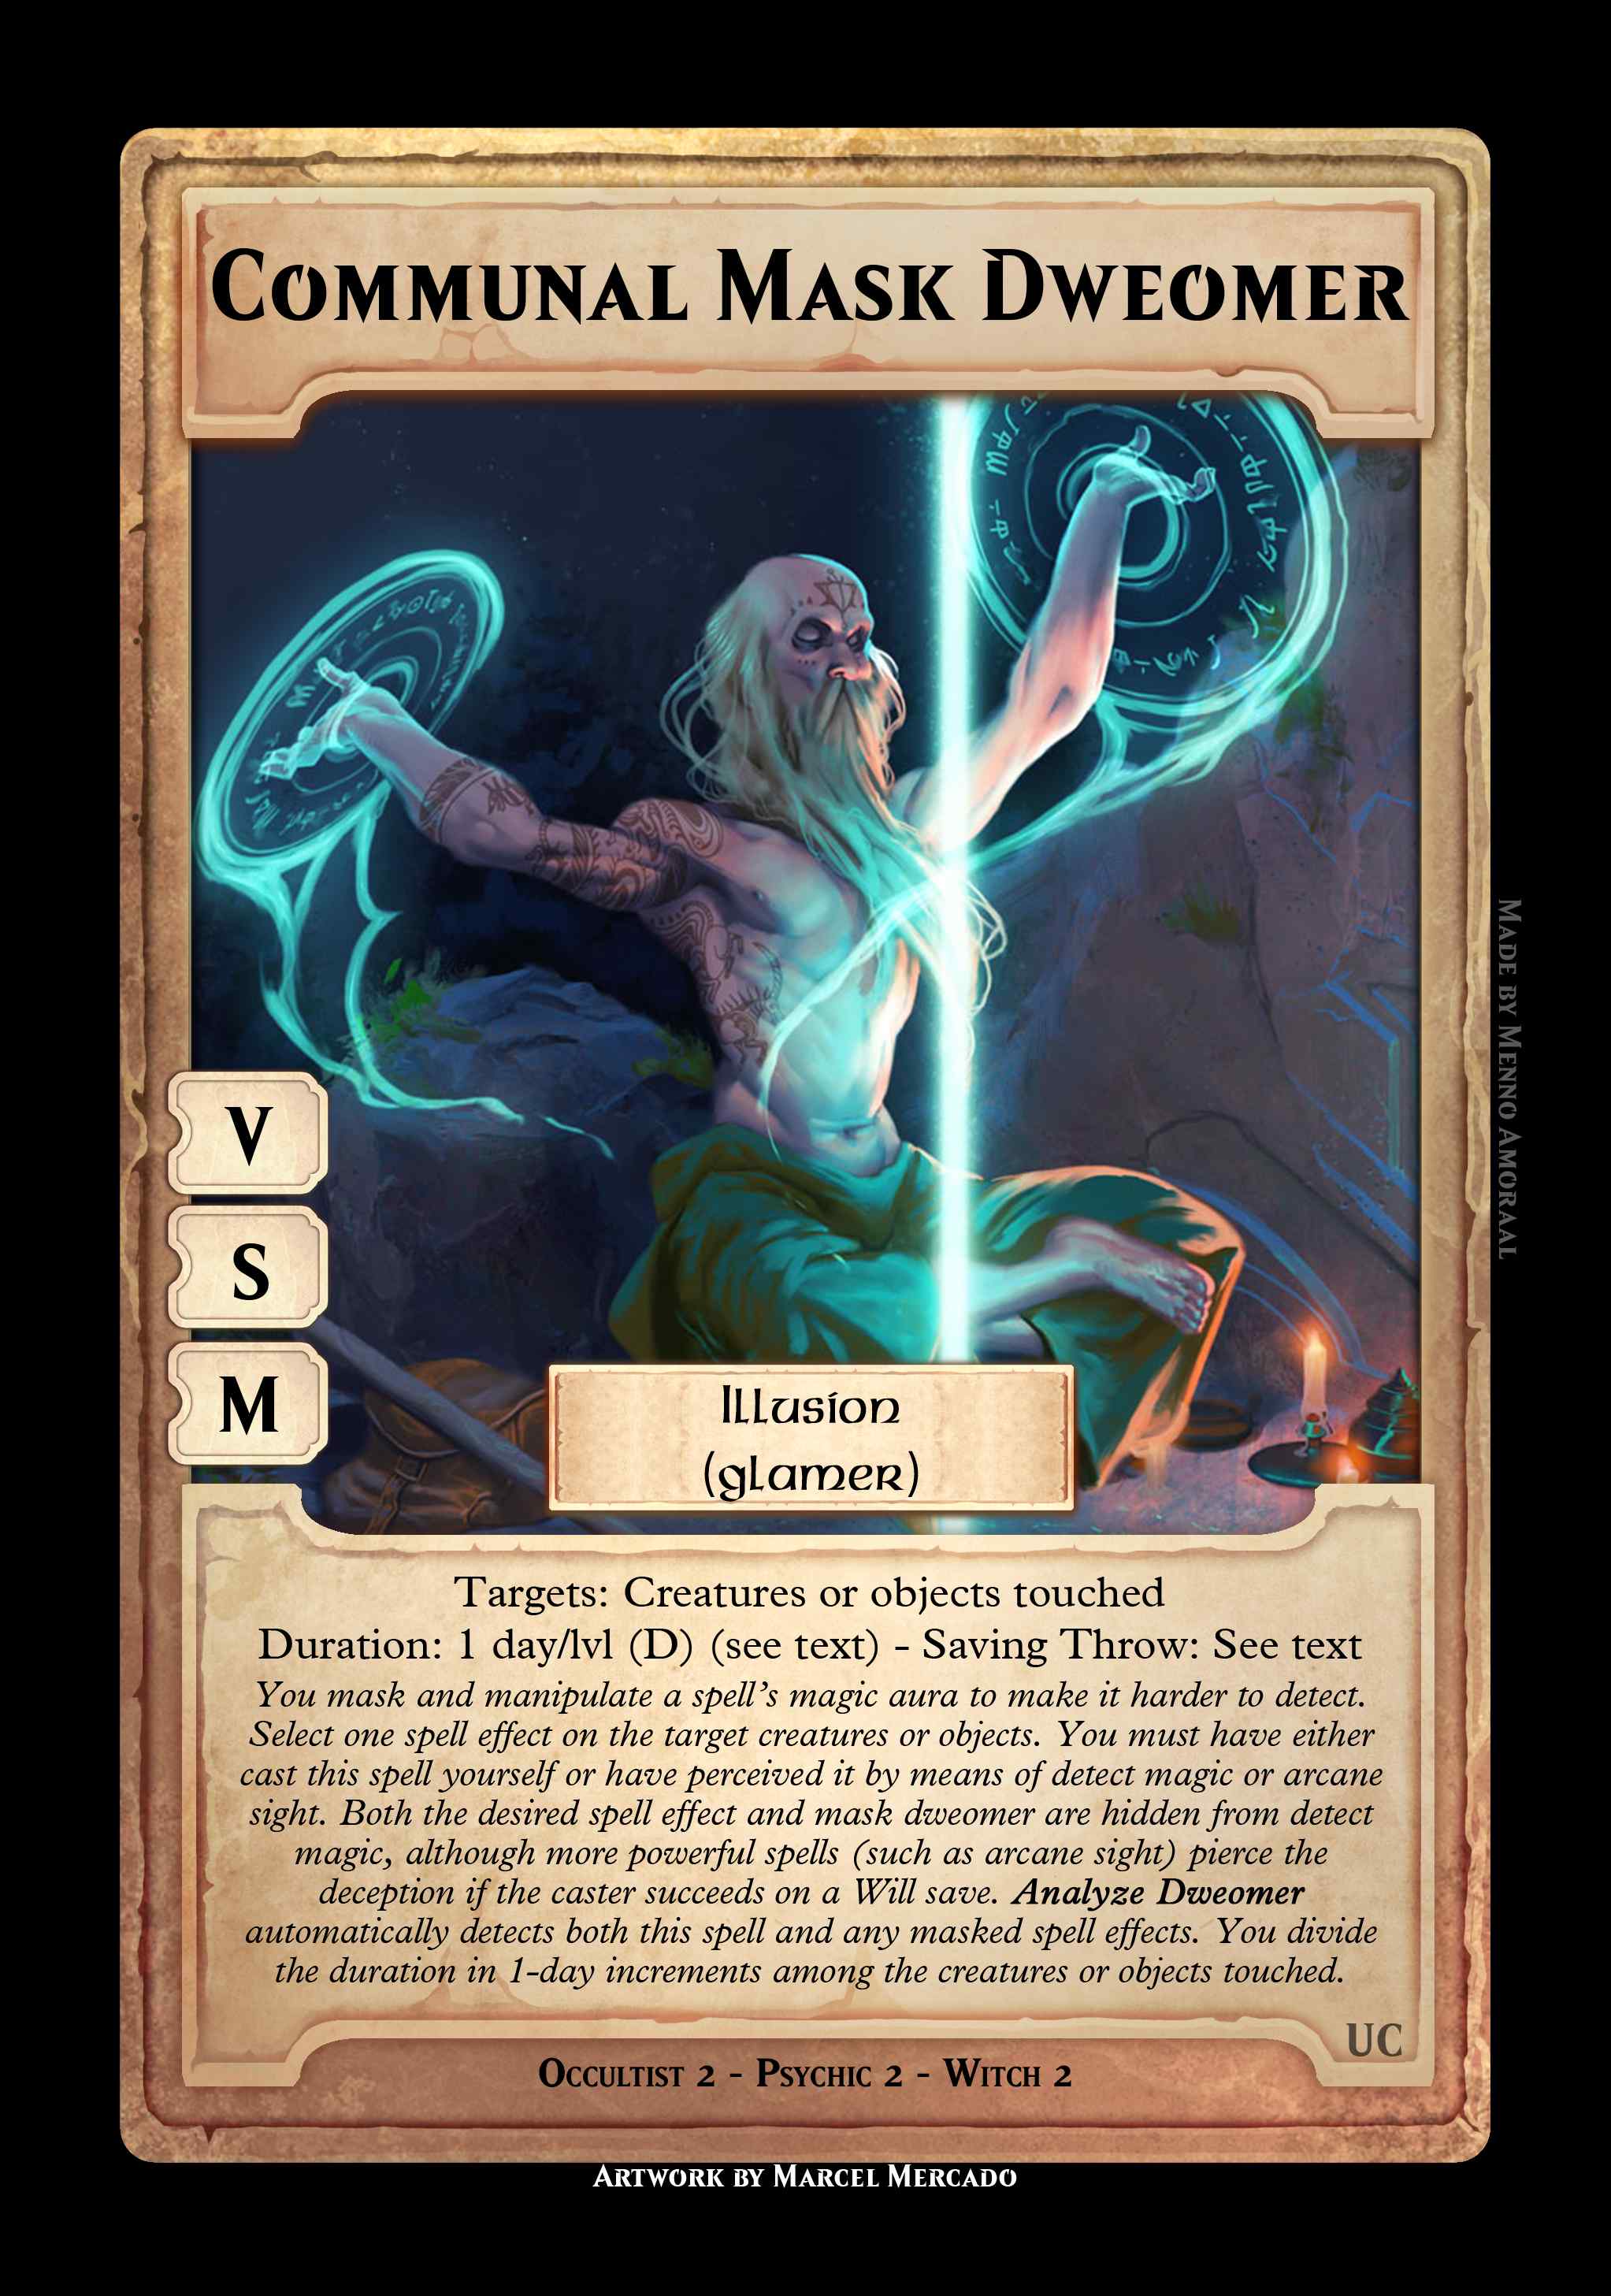 Communal Mask Dweomer
V
S
M
Illusion
(glamer)
Targets: Creatures or objects touched
Duration: 1 day/lvl (D) (see text) - Saving Throw: See text
You mask and manipulate a spell's magic aura to make it harder to detect.
Select one spell effect on the target creatures or objects. You must have either
cast this spell yourself or have perceived it by means of detect magic or arcane
sight. Both the desired spell effect and mask dweomer are hidden from detect
magic, although more powerful spells (such as arcane sight) pierce the
deception if the caster succeeds on a Will save. Analyze Dweomer
automatically detects both this spell and any masked spell effects. You divide
the duration in 1-day increments among the creatures or objects touched.
UC
Occultist 2 - Psychic 2 - Witch 2
Artwork by Marcel Mercado
Made by Menno Amoraal